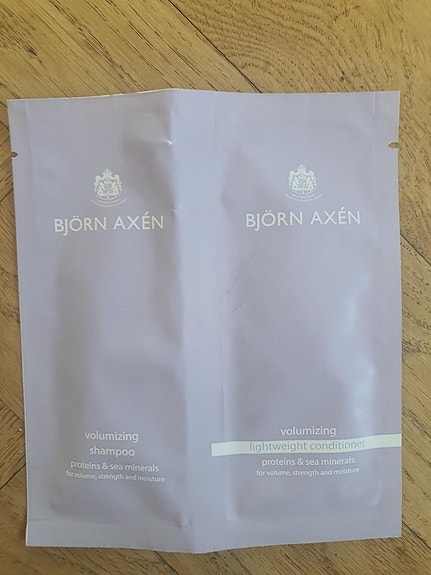 BJÖRN AXÉN
volumizing
shampoo
proteins & sea minerals
for volume, strength and moisture
BJÖRN AXÉN
volumizing
lightweight conditioner
proteins & sea minerals
for volume, strength and moisture